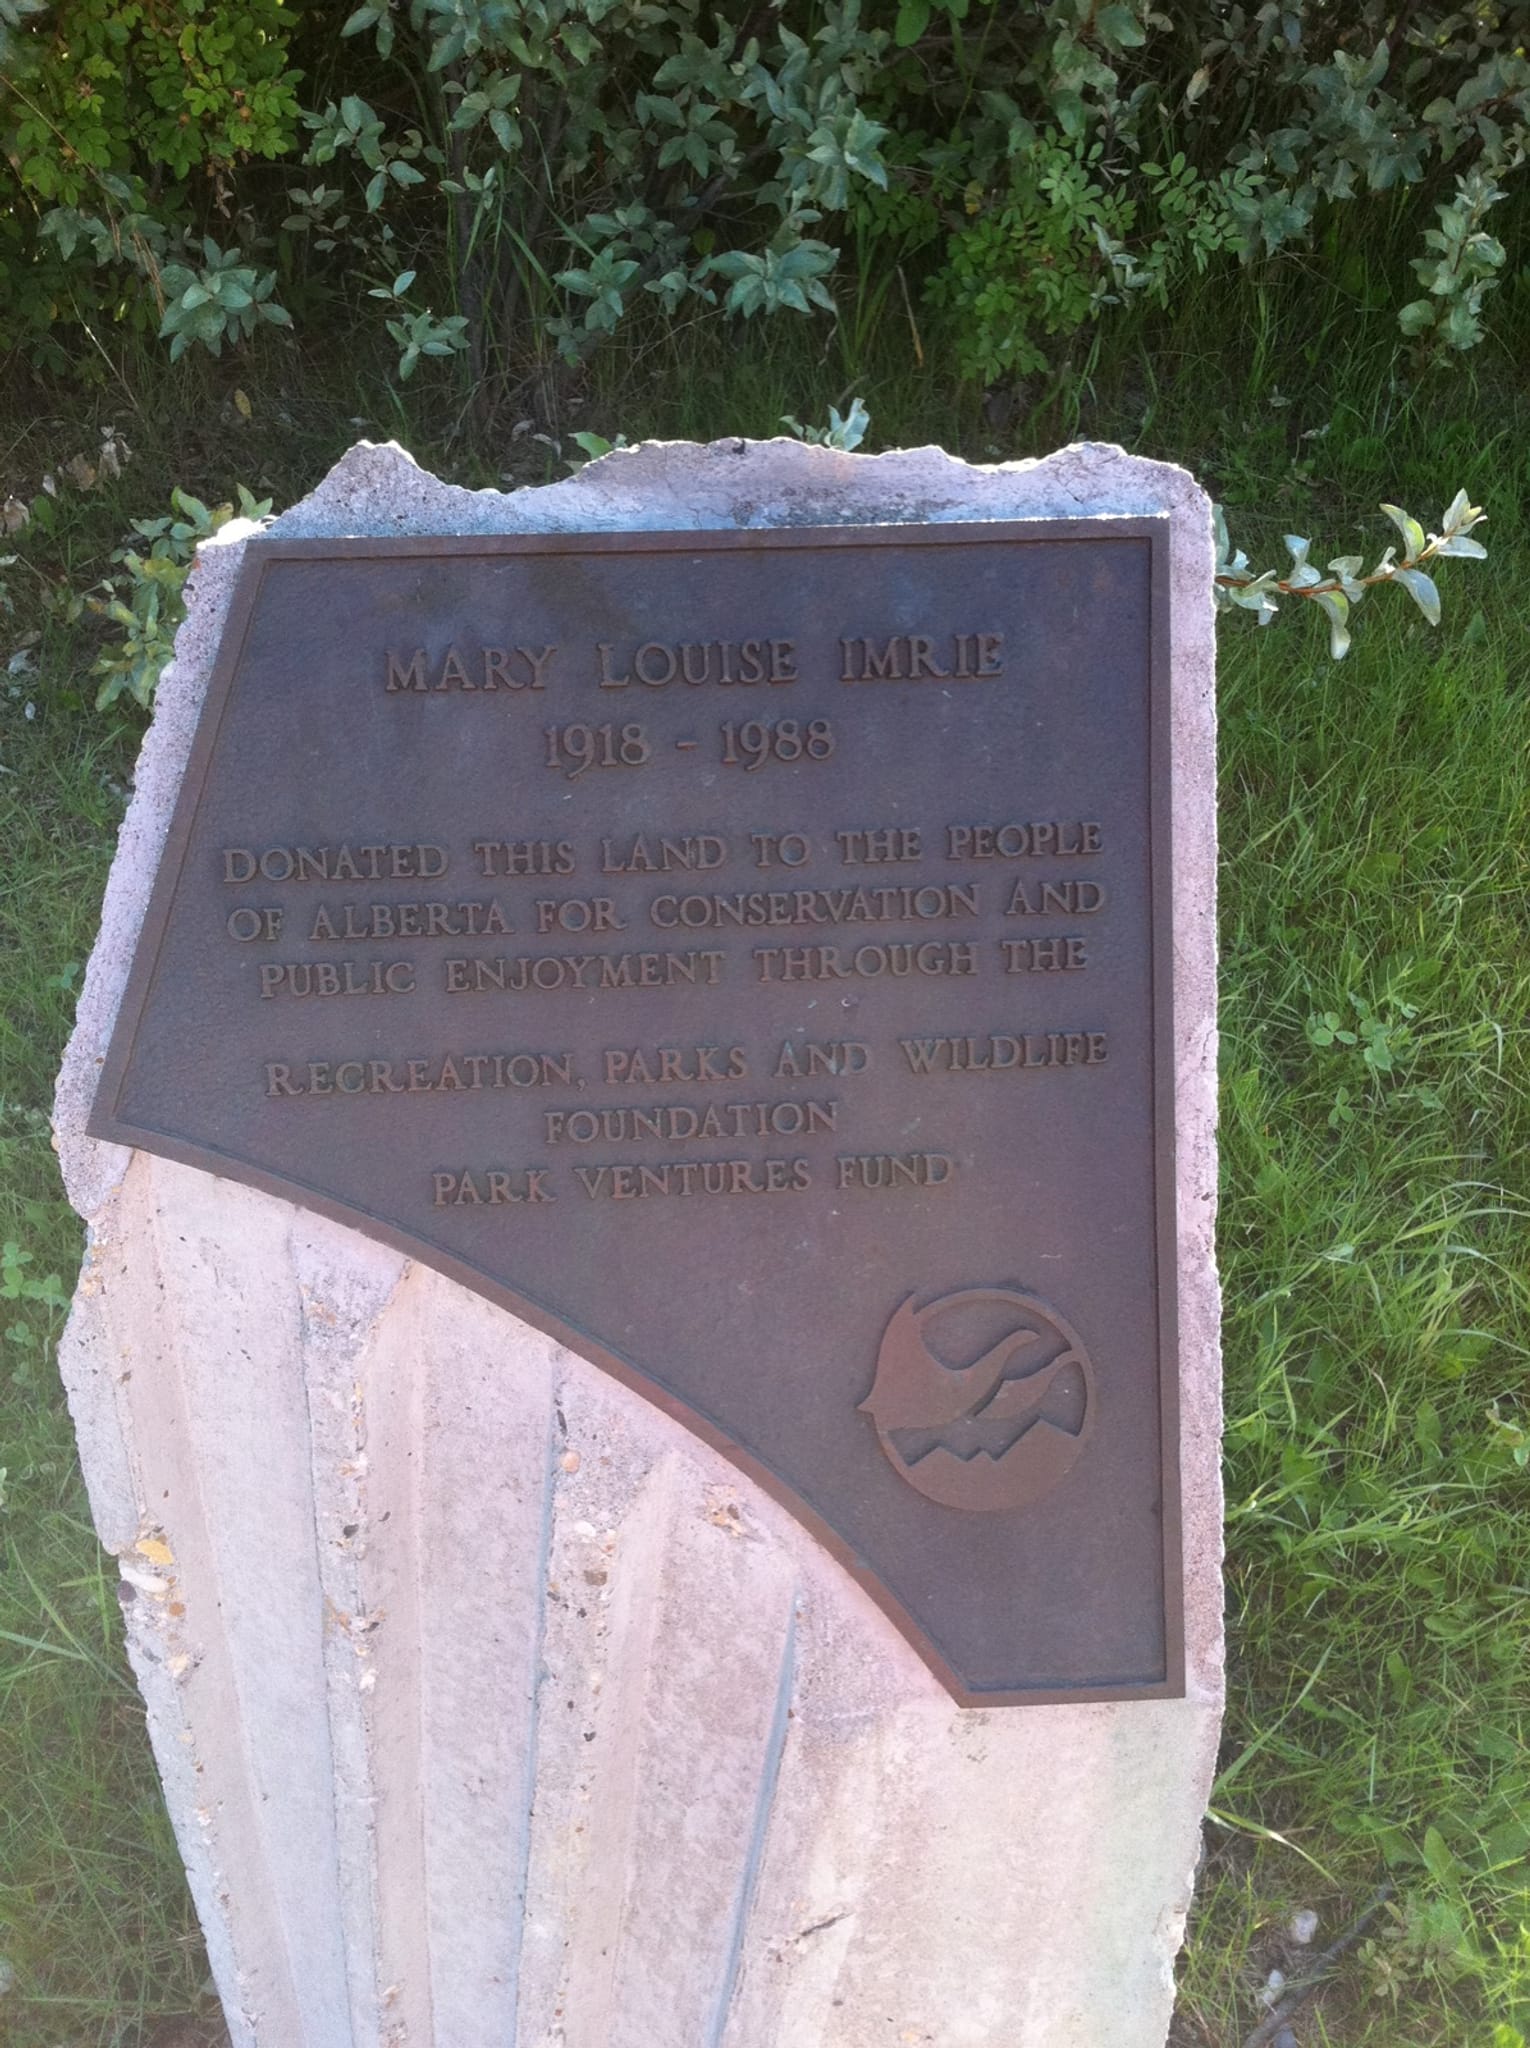 MARY LOUISE IMRIE
1918 - 1988
DONATED THIS LAND TO THE PEOPLE
OF ALBERTA FOR CONSERVATION AND
PUBLIC ENJOYMENT THROUGH THE
RECREATION, PARKS AND WILDLIFE
FOUNDATION
PARK VENTURES FUND